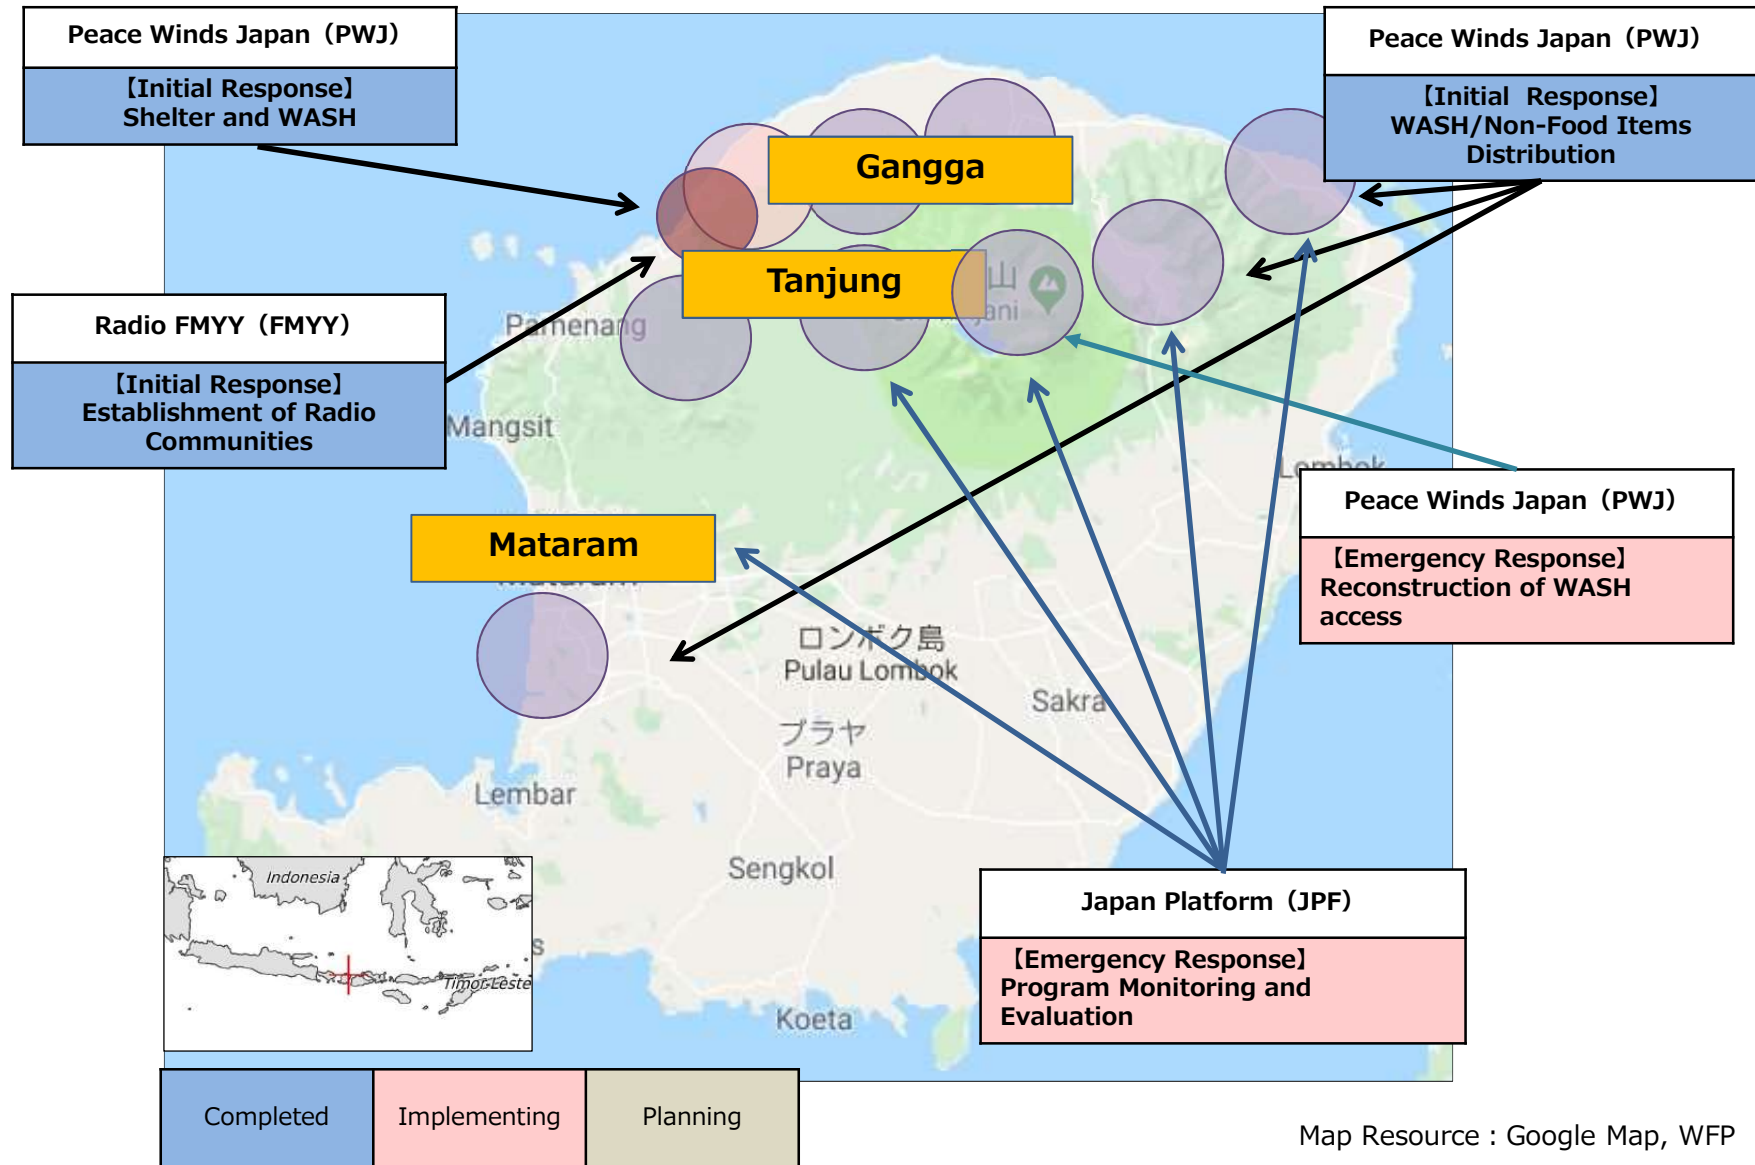 Peace Winds Japan（PWJ）
【Initial Response】
Shelter and WASH
Peace Winds Japan（PWJ）
【Initial Response】
WASH/Non-Food Items
Distribution
Gangga
Tanjung
山
Radio FMYY（FMYY）
【Initial Response】
Establishment of Radio
Communities
Pamenang
Mangsit
Lombok
Peace Winds Japan（PWJ）
【Emergency Response】
Reconstruction of WASH
access
Mataram
Mataram
ロンボク島
Pulau Lombok
Sakra
プラヤ
Praya
Lembar
Sengkol
Koeta
Indonesia
Timor-Leste
Japan Platform（JPF）
【Emergency Response】
Program Monitoring and
Evaluation
Completed
Implementing
Planning
Map Resource : Google Map, WFP